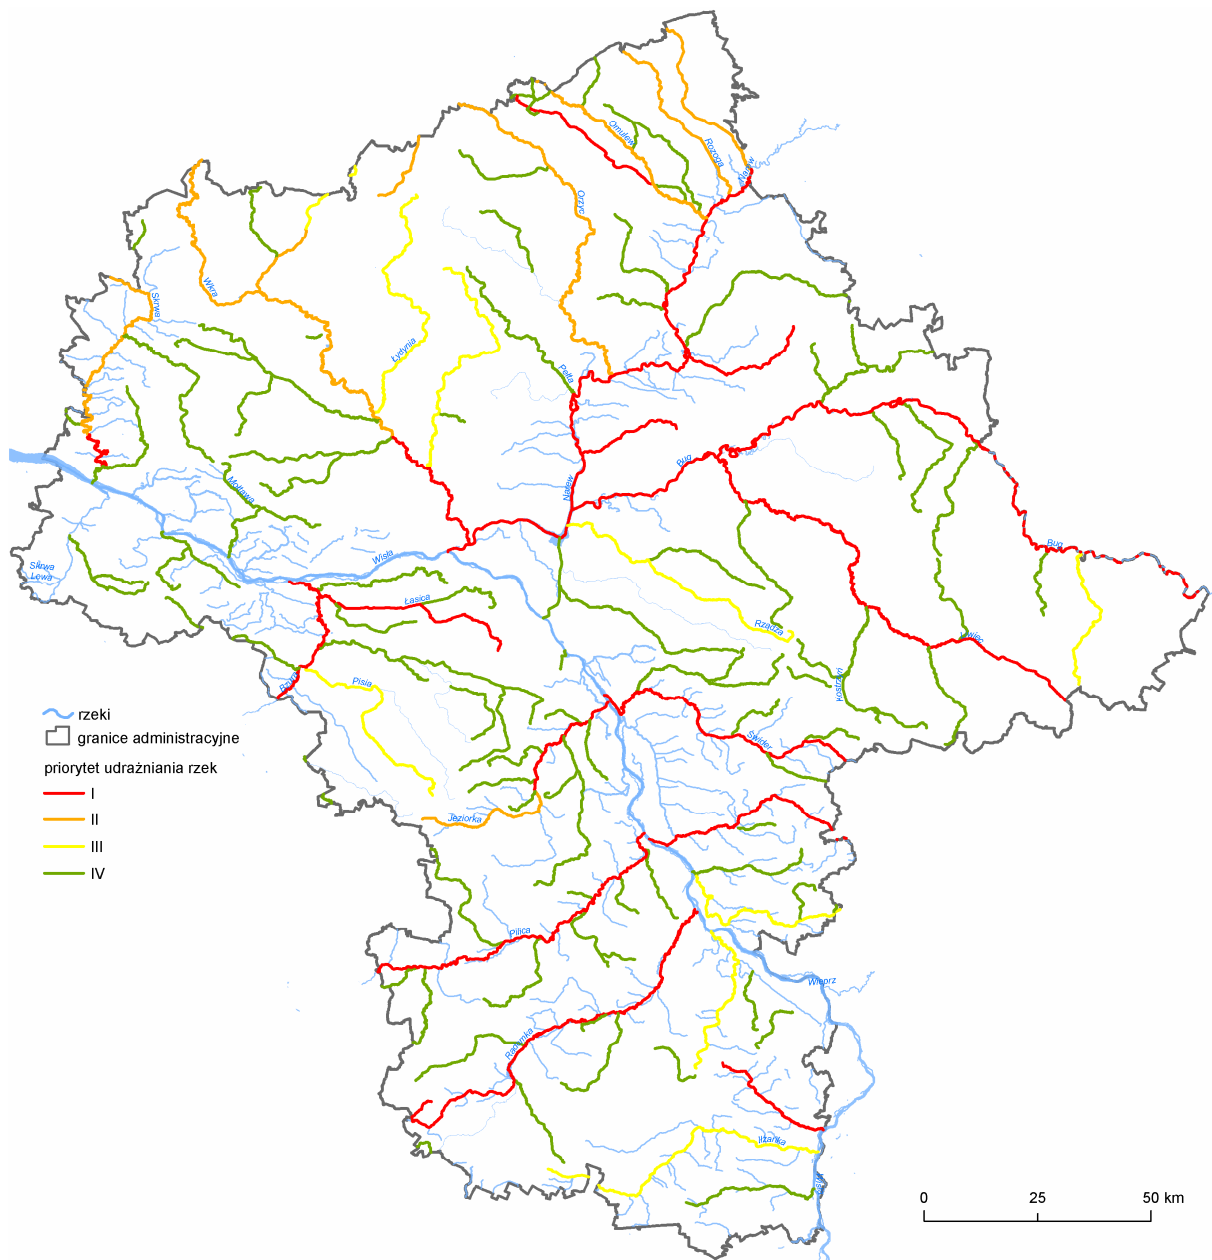 Omulew
Rozoga
Narew
Orzyc
Wkra
Skrwa
Łydynia
Pełta
Bug
Narew
Mołtawa
Wisła
Bug
Skrwa
Lewa
Łasica
Rządza
Liwiec
Pisia
Bzura
Kostrzyń
Świder
rzeki
granice administracyjne
priorytet udrażniania rzek
I
II
III
IV
Jeziorka
Pilica
Wieprz
Radomka
Iłżanka
Wisła
0 25 50 km